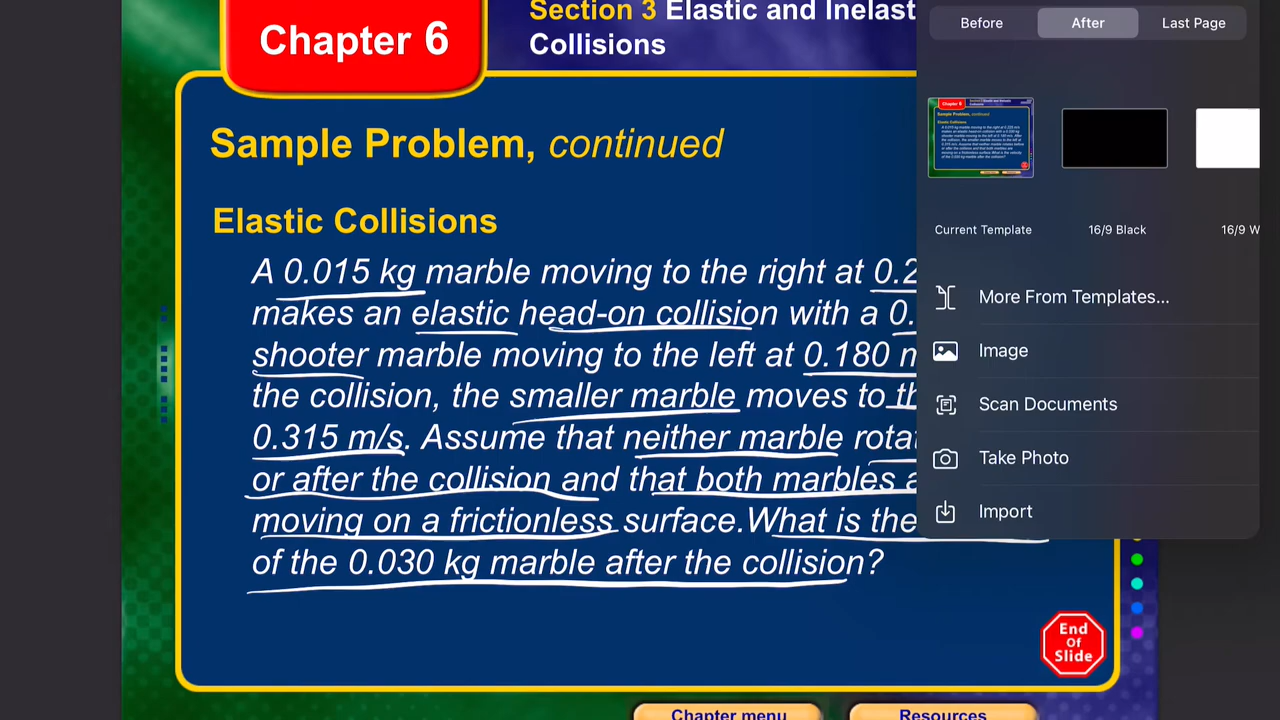 Chapter 6
Section 3 Elastic and Inelast
Collisions
Before After Last Page
Sample Problem, continued
Elastic Collisions
A 0.015 kg marble moving to the right at 0.2
makes an elastic head-on collision with a 0.
shooter marble moving to the left at 0.180 m
the collision, the smaller marble moves to th
0.315 m/s. Assume that neither marble rota
or after the collision and that both marbles a
moving on a frictionless surface.What is the
of the 0.030 kg marble after the collision?
Current Template 16/9 Black 16/9 W
More From Templates...
Image
Scan Documents
Take Photo
Import
End
Of
Slide
Chapter menu Resources